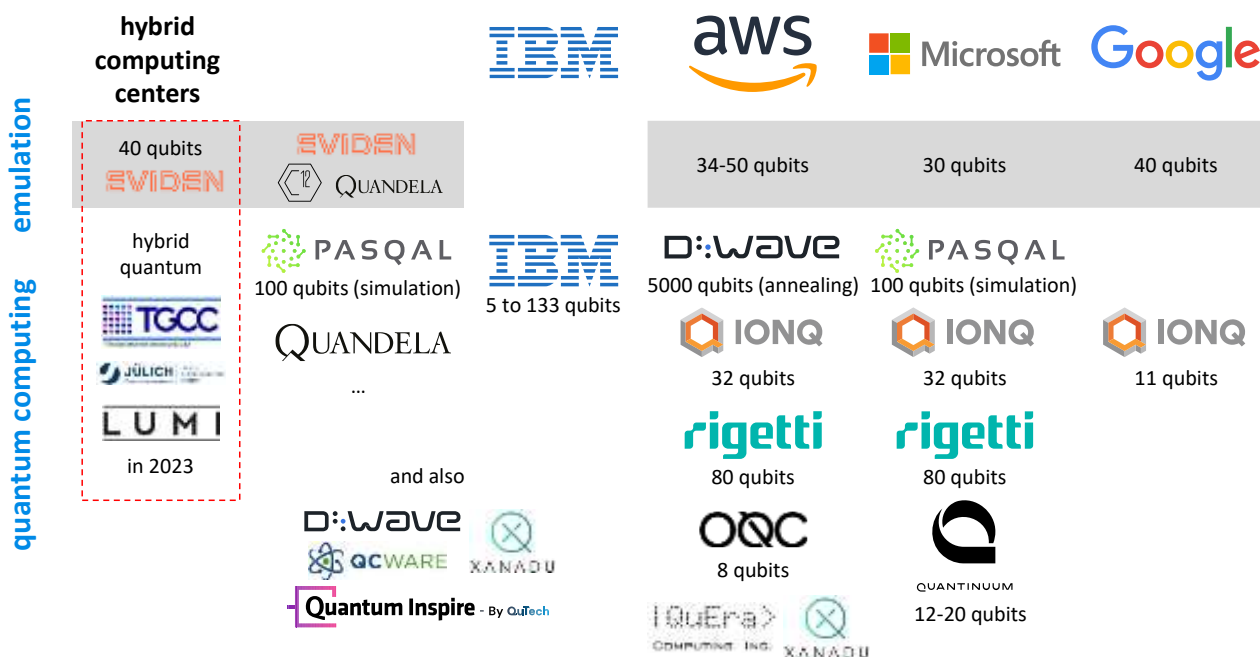 hybrid
computing
centers
IBM
aws
Microsoft
Google
emulation
40 qubits
EVIDEN
EVIDEN
C12 QUANDELA
34-50 qubits
30 qubits
40 qubits
quantum computing
hybrid
quantum
TGCC
JÜLICH
LUMI
in 2023
PASQAL
100 qubits (simulation)
QUANDELA
...
IBM
5 to 133 qubits
D:wave
5000 qubits (annealing)
IONQ
32 qubits
rigetti
80 qubits
OQC
8 qubits
|QuEra>
COMPUTING INC.
XANADU
PASQAL
100 qubits (simulation)
IONQ
32 qubits
rigetti
80 qubits
QUANTINUUM
12-20 qubits
IONQ
11 qubits
and also
D:wave
QCWARE
XANADU
Quantum Inspire - By QuTech